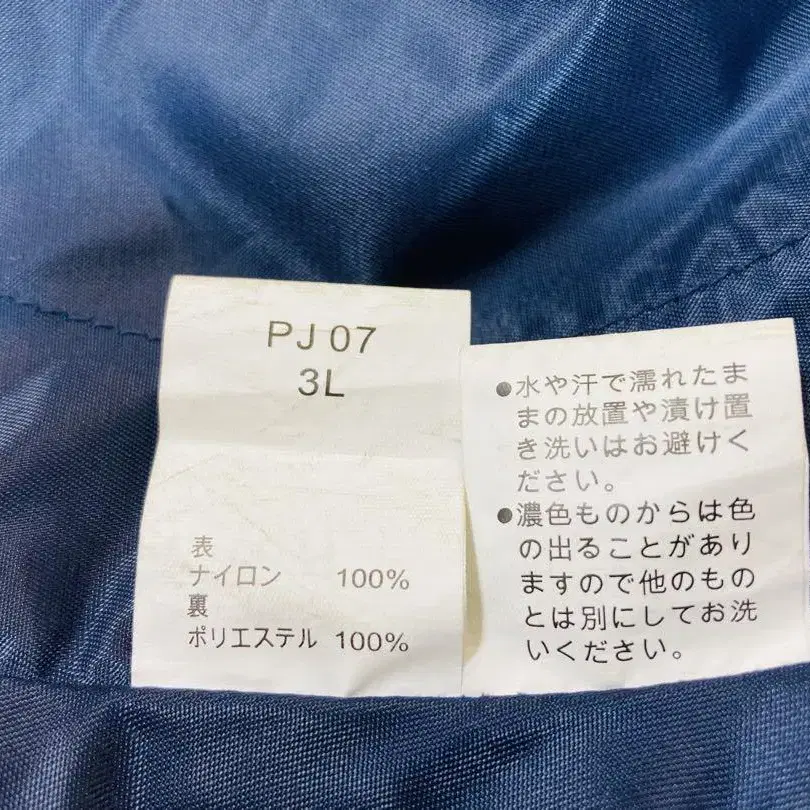 PJ 07
3L
表
ナイロン 100%
裏
ポリエステル 100%
●水や汗で濡れたま
まの放置や漬け置
き洗いはお避けく
ださい。
●濃色ものからは色
の出ることがあり
ますので他のもの
とは別にしてお洗
いください。